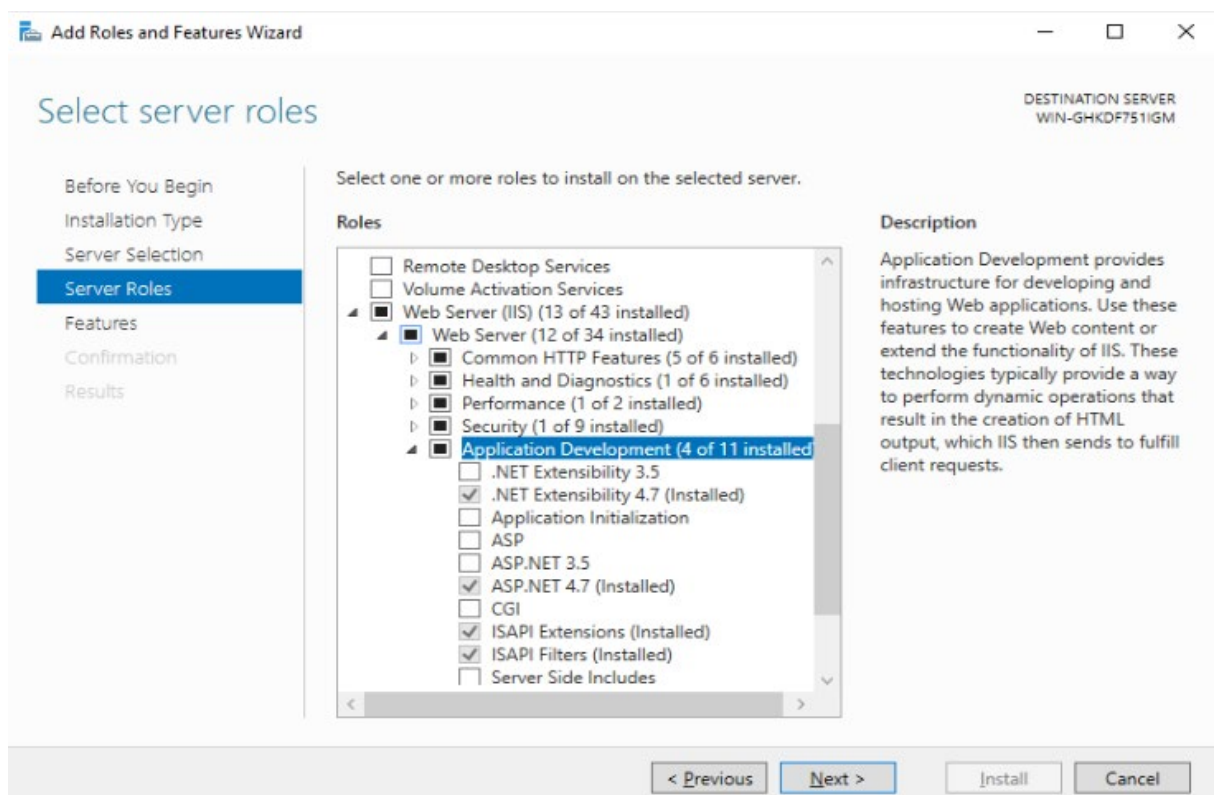 Add Roles and Features Wizard
Select server roles
DESTINATION SERVER
WIN-GHKDF751IGM
Before You Begin
Installation Type
Server Selection
Server Roles
Features
Confirmation
Results
Select one or more roles to install on the selected server.
Roles
Remote Desktop Services
Volume Activation Services
Web Server (IIS) (13 of 43 installed)
Web Server (12 of 34 installed)
Common HTTP Features (5 of 6 installed)
Health and Diagnostics (1 of 6 installed)
Performance (1 of 2 installed)
Security (1 of 9 installed)
Application Development (4 of 11 installed
.NET Extensibility 3.5
.NET Extensibility 4.7 (Installed)
Application Initialization
ASP
ASP.NET 3.5
ASP.NET 4.7 (Installed)
CGI
ISAPI Extensions (Installed)
ISAPI Filters (Installed)
Server Side Includes
Description
Application Development provides
infrastructure for developing and
hosting Web applications. Use these
features to create Web content or
extend the functionality of IIS. These
technologies typically provide a way
to perform dynamic operations that
result in the creation of HTML
output, which IIS then sends to fulfill
client requests.
< Previous
Next >
Install
Cancel